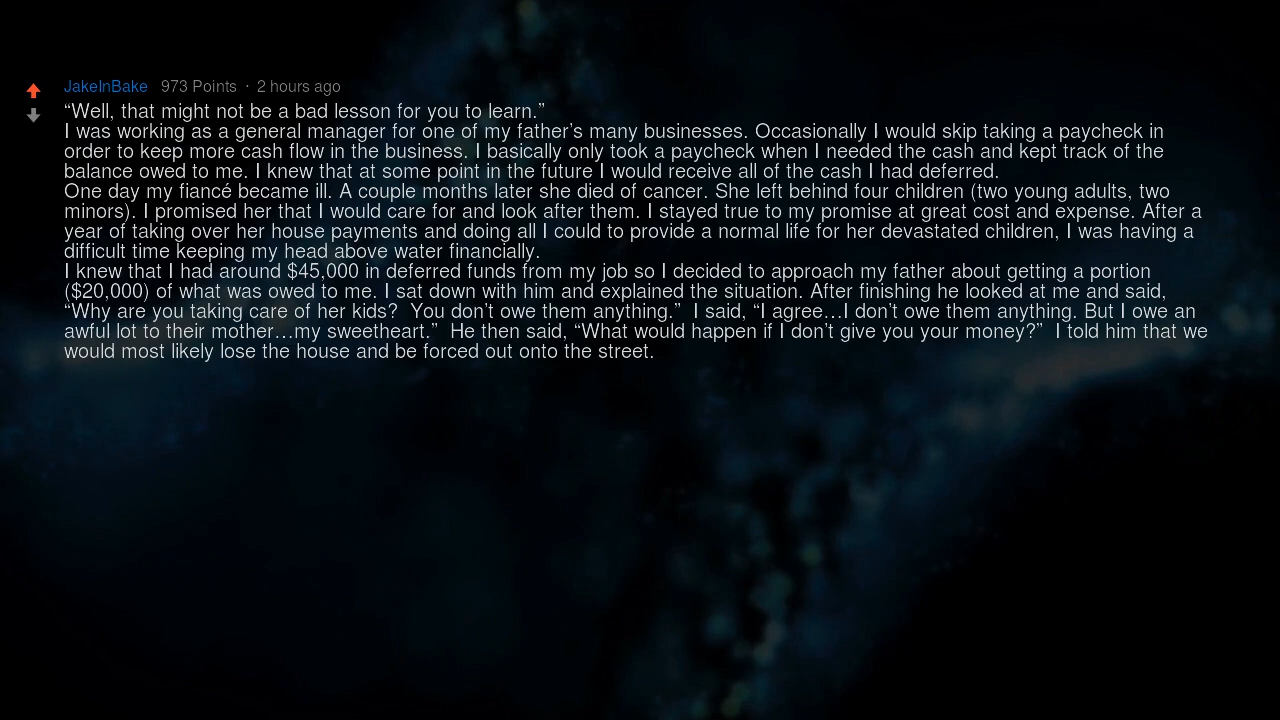 JakeInBake 973 Points · 2 hours ago
“Well, that might not be a bad lesson for you to learn.”
I was working as a general manager for one of my father’s many businesses. Occasionally I would skip taking a paycheck in
order to keep more cash flow in the business. I basically only took a paycheck when I needed the cash and kept track of the
balance owed to me. I knew that at some point in the future I would receive all of the cash I had deferred.
One day my fiancé became ill. A couple months later she died of cancer. She left behind four children (two young adults, two
minors). I promised her that I would care for and look after them. I stayed true to my promise at great cost and expense. After a
year of taking over her house payments and doing all I could to provide a normal life for her devastated children, I was having a
difficult time keeping my head above water financially.
I knew that I had around $45,000 in deferred funds from my job so I decided to approach my father about getting a portion
($20,000) of what was owed to me. I sat down with him and explained the situation. After finishing he looked at me and said,
“Why are you taking care of her kids?  You don’t owe them anything.”  I said, “I agree…I don’t owe them anything. But I owe an
awful lot to their mother…my sweetheart.”  He then said, “What would happen if I don’t give you your money?”  I told him that we
would most likely lose the house and be forced out onto the street.